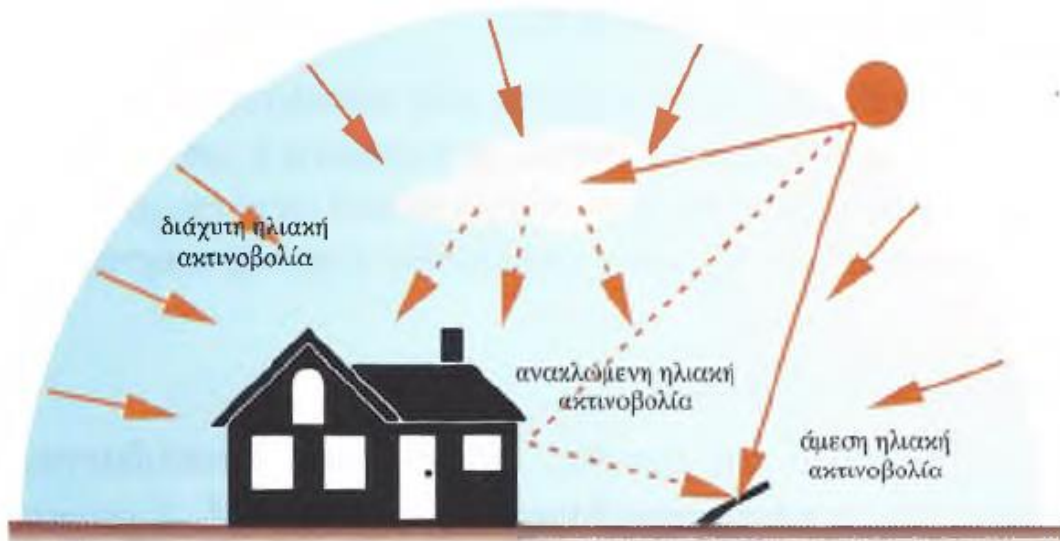 διάχυτη ηλιακή
ακτινοβολία
ανακλώμενη ηλιακή
ακτινοβολία
άμεση ηλιακή
ακτινοβολία